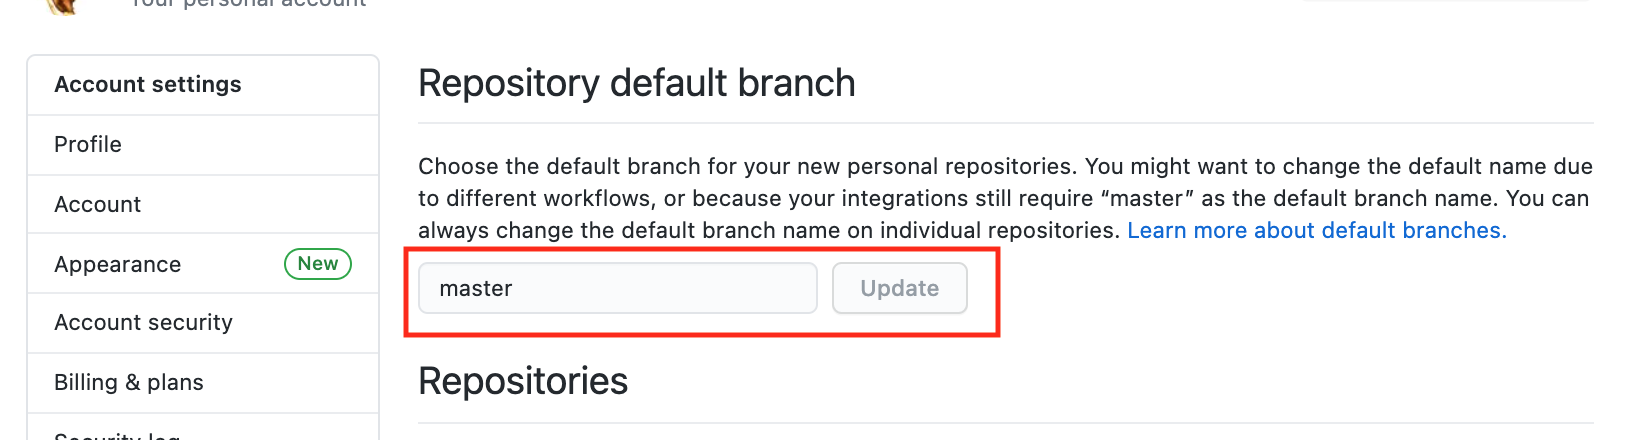 Your personal account
Account settings
Profile
Account
Appearance
New
Account security
Billing & plans
Security log
Repository default branch
Choose the default branch for your new personal repositories. You might want to change the default name due
to different workflows, or because your integrations still require “master” as the default branch name. You can
always change the default branch name on individual repositories. Learn more about default branches.
master
Update
Repositories